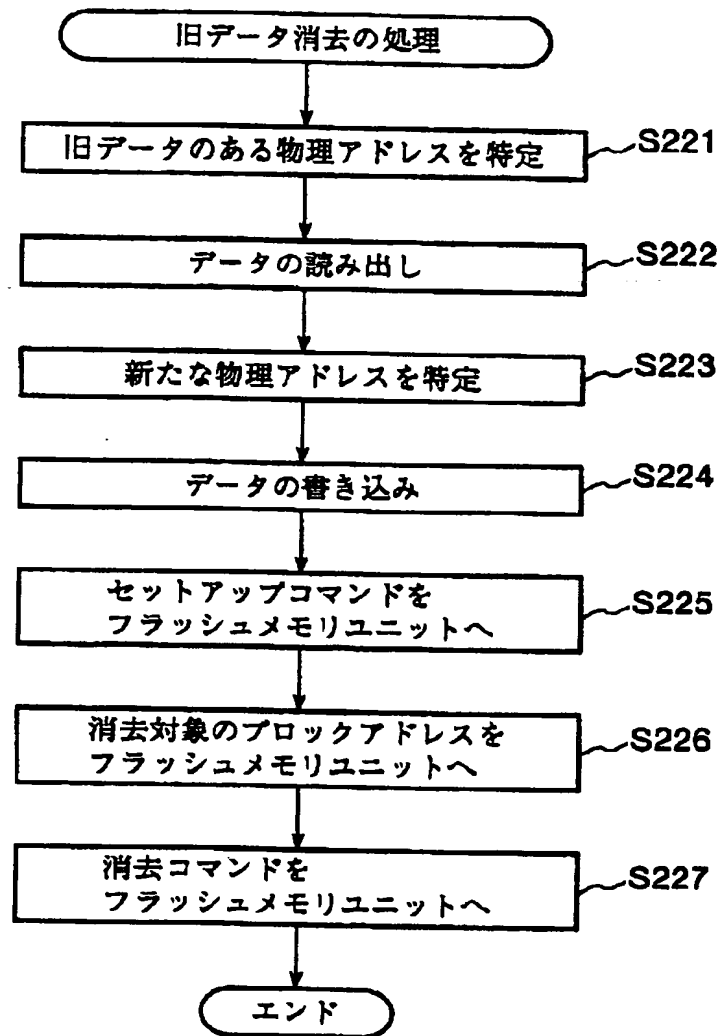 旧データ消去の処理
旧データのある物理アドレスを特定
S221
データの読み出し
S222
新たな物理アドレスを特定
S223
データの書き込み
S224
セットアップコマンドを
フラッシュメモリユニットへ
S225
消去対象のブロックアドレスを
フラッシュメモリユニットへ
S226
消去コマンドを
フラッシュメモリユニットへ
S227
エンド